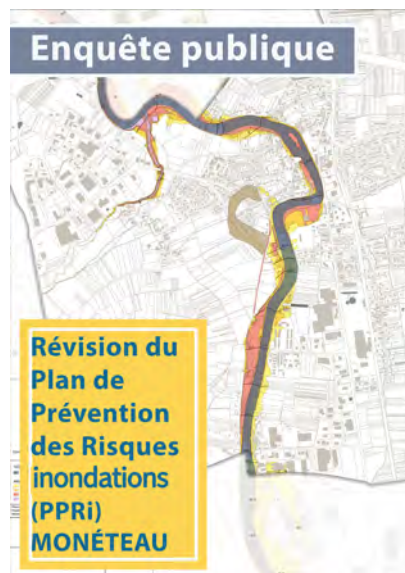 Enquête publique
Révision du
Plan de
Prévention
des Risques
inondations
(PPRi)
MONÉTEAU